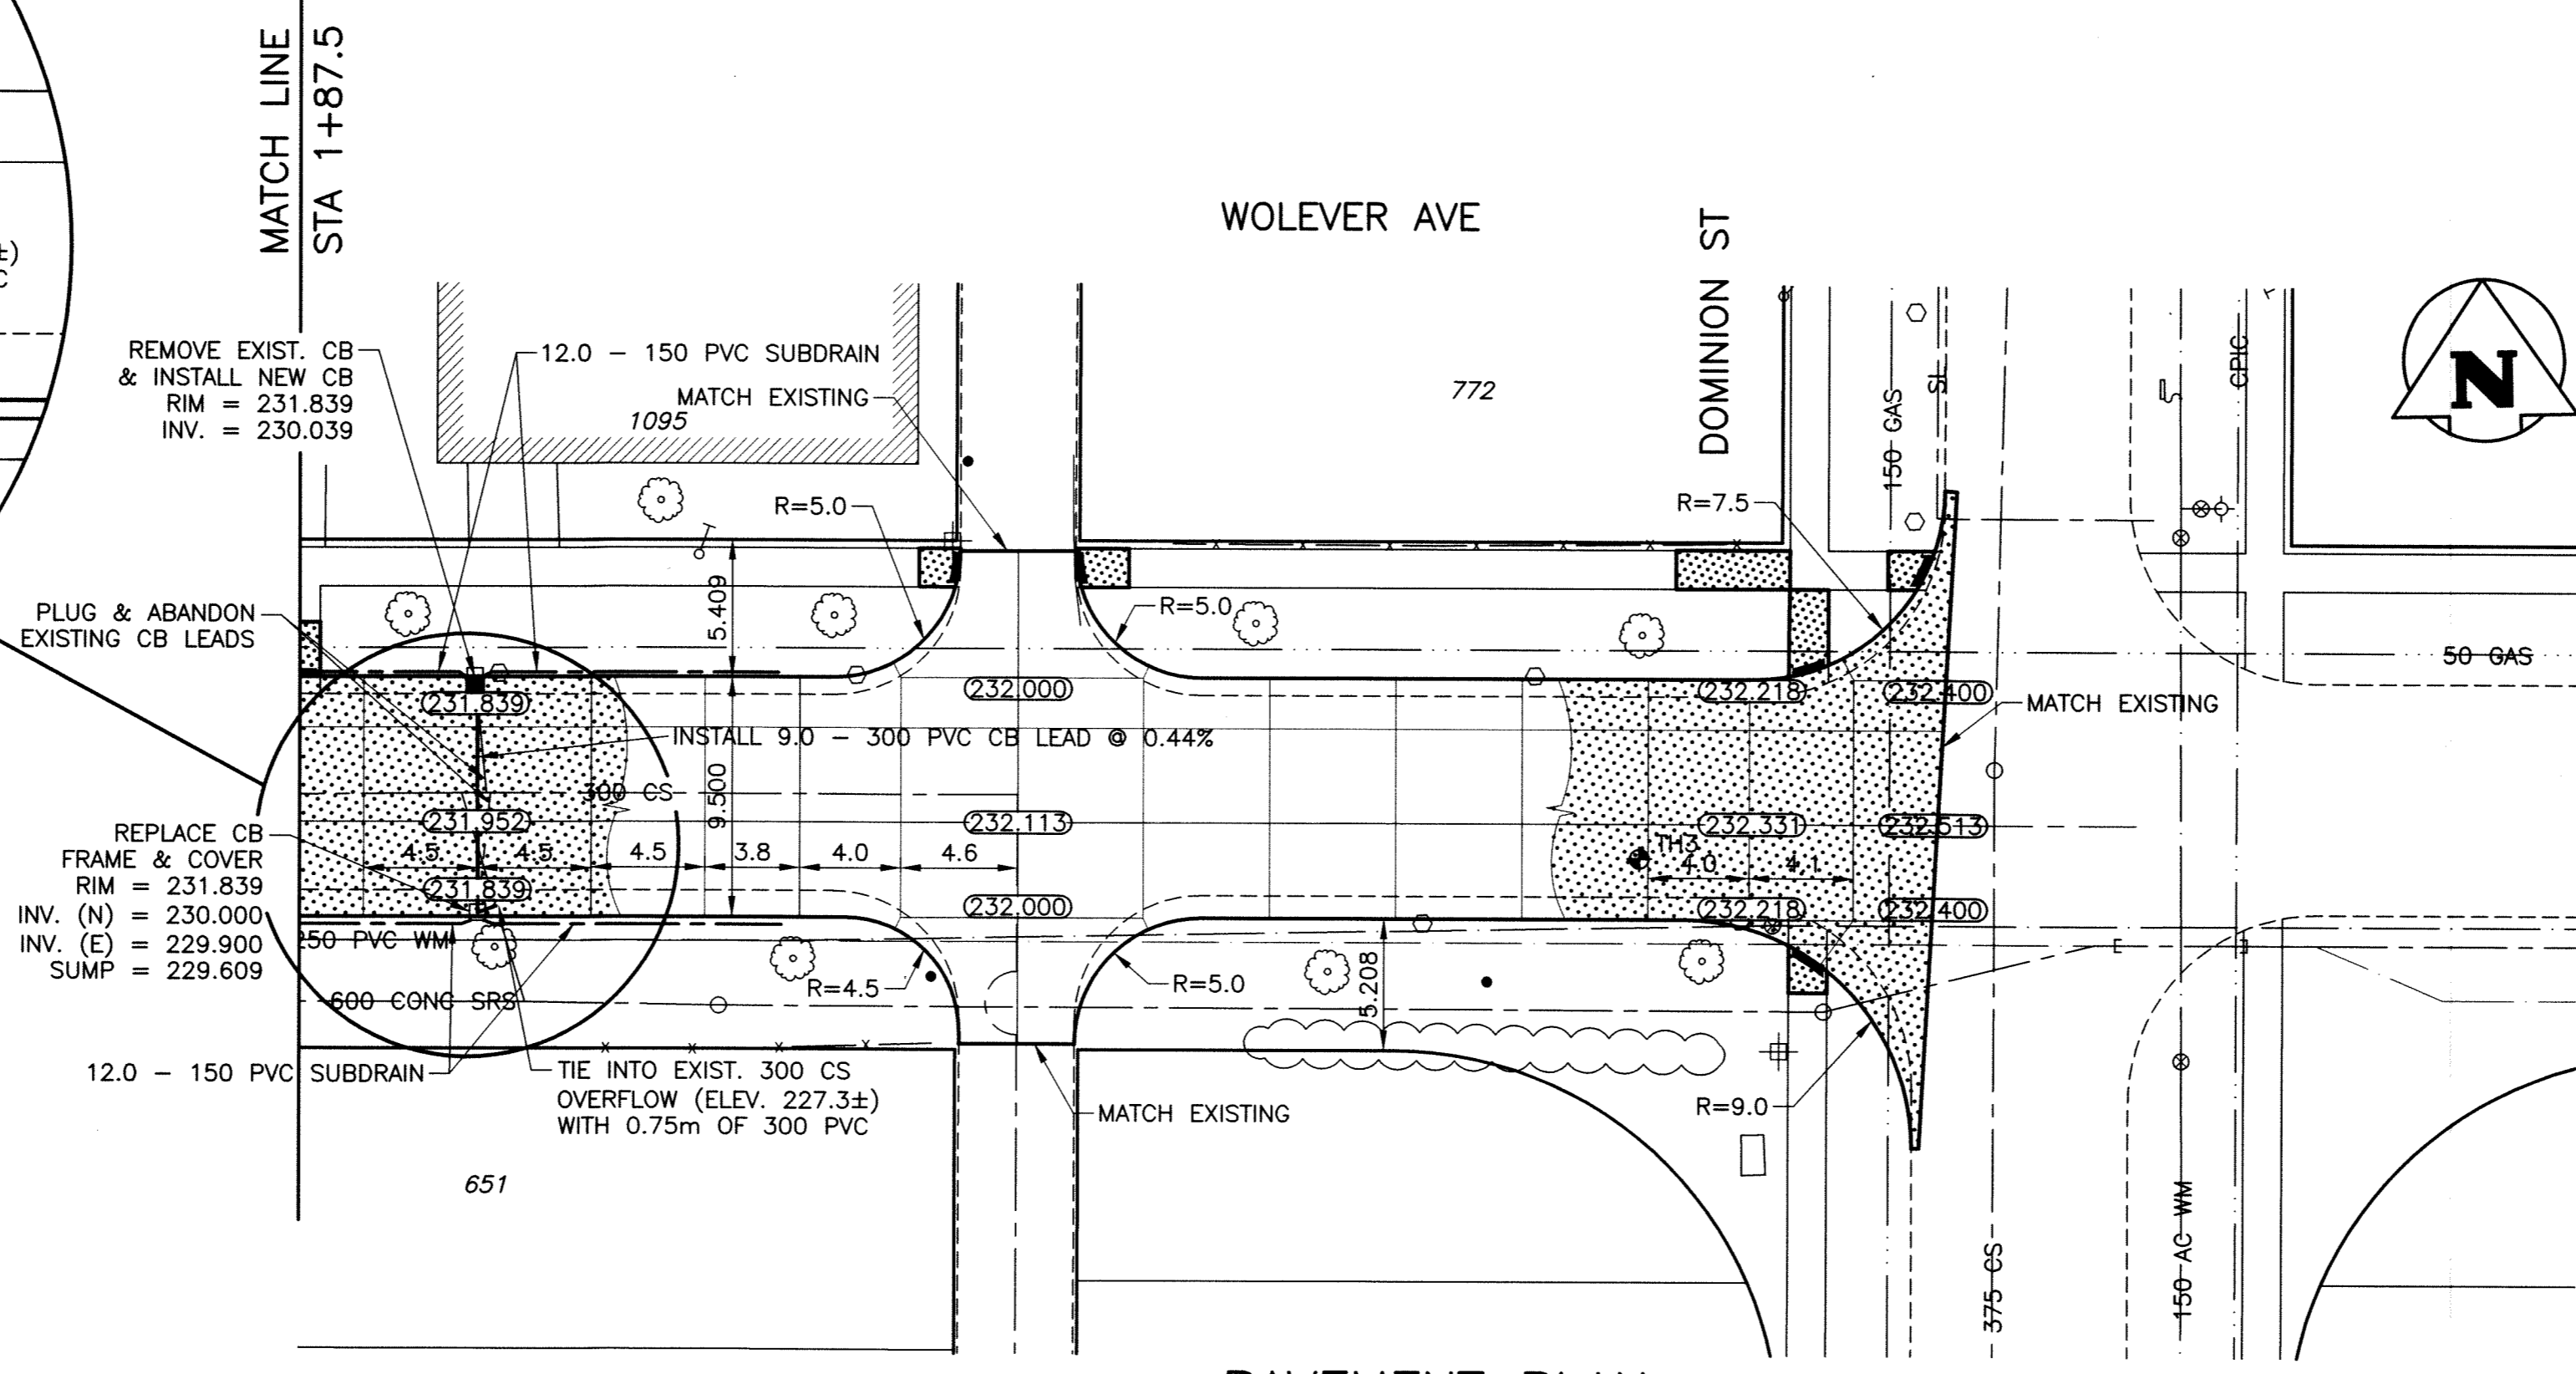 MATCH LINE
STA 1+87.5
WOLEVER AVE
DOMINION ST
REMOVE EXIST. CB
& INSTALL NEW CB
RIM = 231.839
INV. = 230.039
12.0 - 150 PVC SUBDRAIN
MATCH EXISTING
1095
772
150 GAS
SL
CPIC
N
R=5.0
R=7.5
5.409
R=5.0
PLUG & ABANDON
EXISTING CB LEADS
50 GAS
231.839
232.000
232.218
232.400
MATCH EXISTING
INSTALL 9.0 - 300 PVC CB LEAD @ 0.44%
9.500
300 CS
231.952
232.113
232.331
232.513
REPLACE CB
FRAME & COVER
RIM = 231.839
INV. (N) = 230.000
INV. (E) = 229.900
SUMP = 229.609
4.5
4.5
4.5
3.8
4.0
4.6
TH3
4.0
4.1
231.839
232.000
232.218
232.400
250 PVC WM
R=4.5
R=5.0
5.208
600 CONC SRS
12.0 - 150 PVC SUBDRAIN
TIE INTO EXIST. 300 CS
OVERFLOW (ELEV. 227.3±)
WITH 0.75m OF 300 PVC
MATCH EXISTING
R=9.0
651
375 CS
150 AC WM